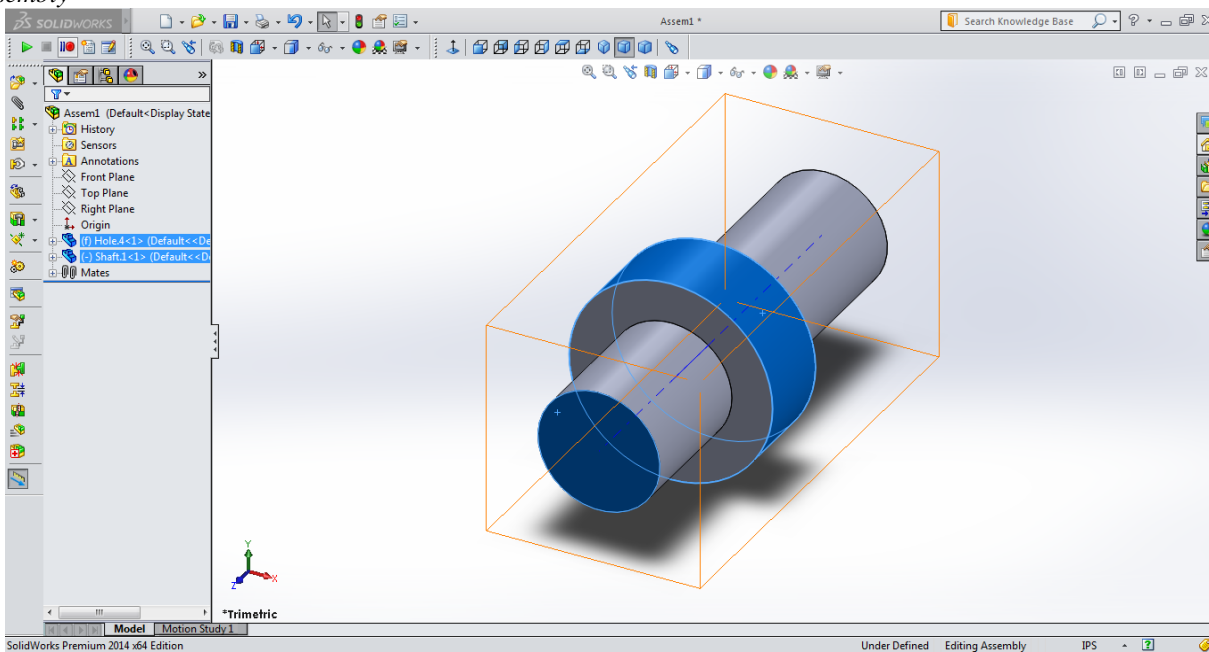 SOLIDWORKS
Assem1 *
Search Knowledge Base
Assem1 (Default<Display State
History
Sensors
A Annotations
Front Plane
Top Plane
Right Plane
Origin
(f) Hole.4<1> (Default<<De
(-) Shaft.1<1> (Default<<D
Mates
Y
X
Z
*Trimetric
Model Motion Study 1
SolidWorks Premium 2014 x64 Edition
Under Defined Editing Assembly IPS